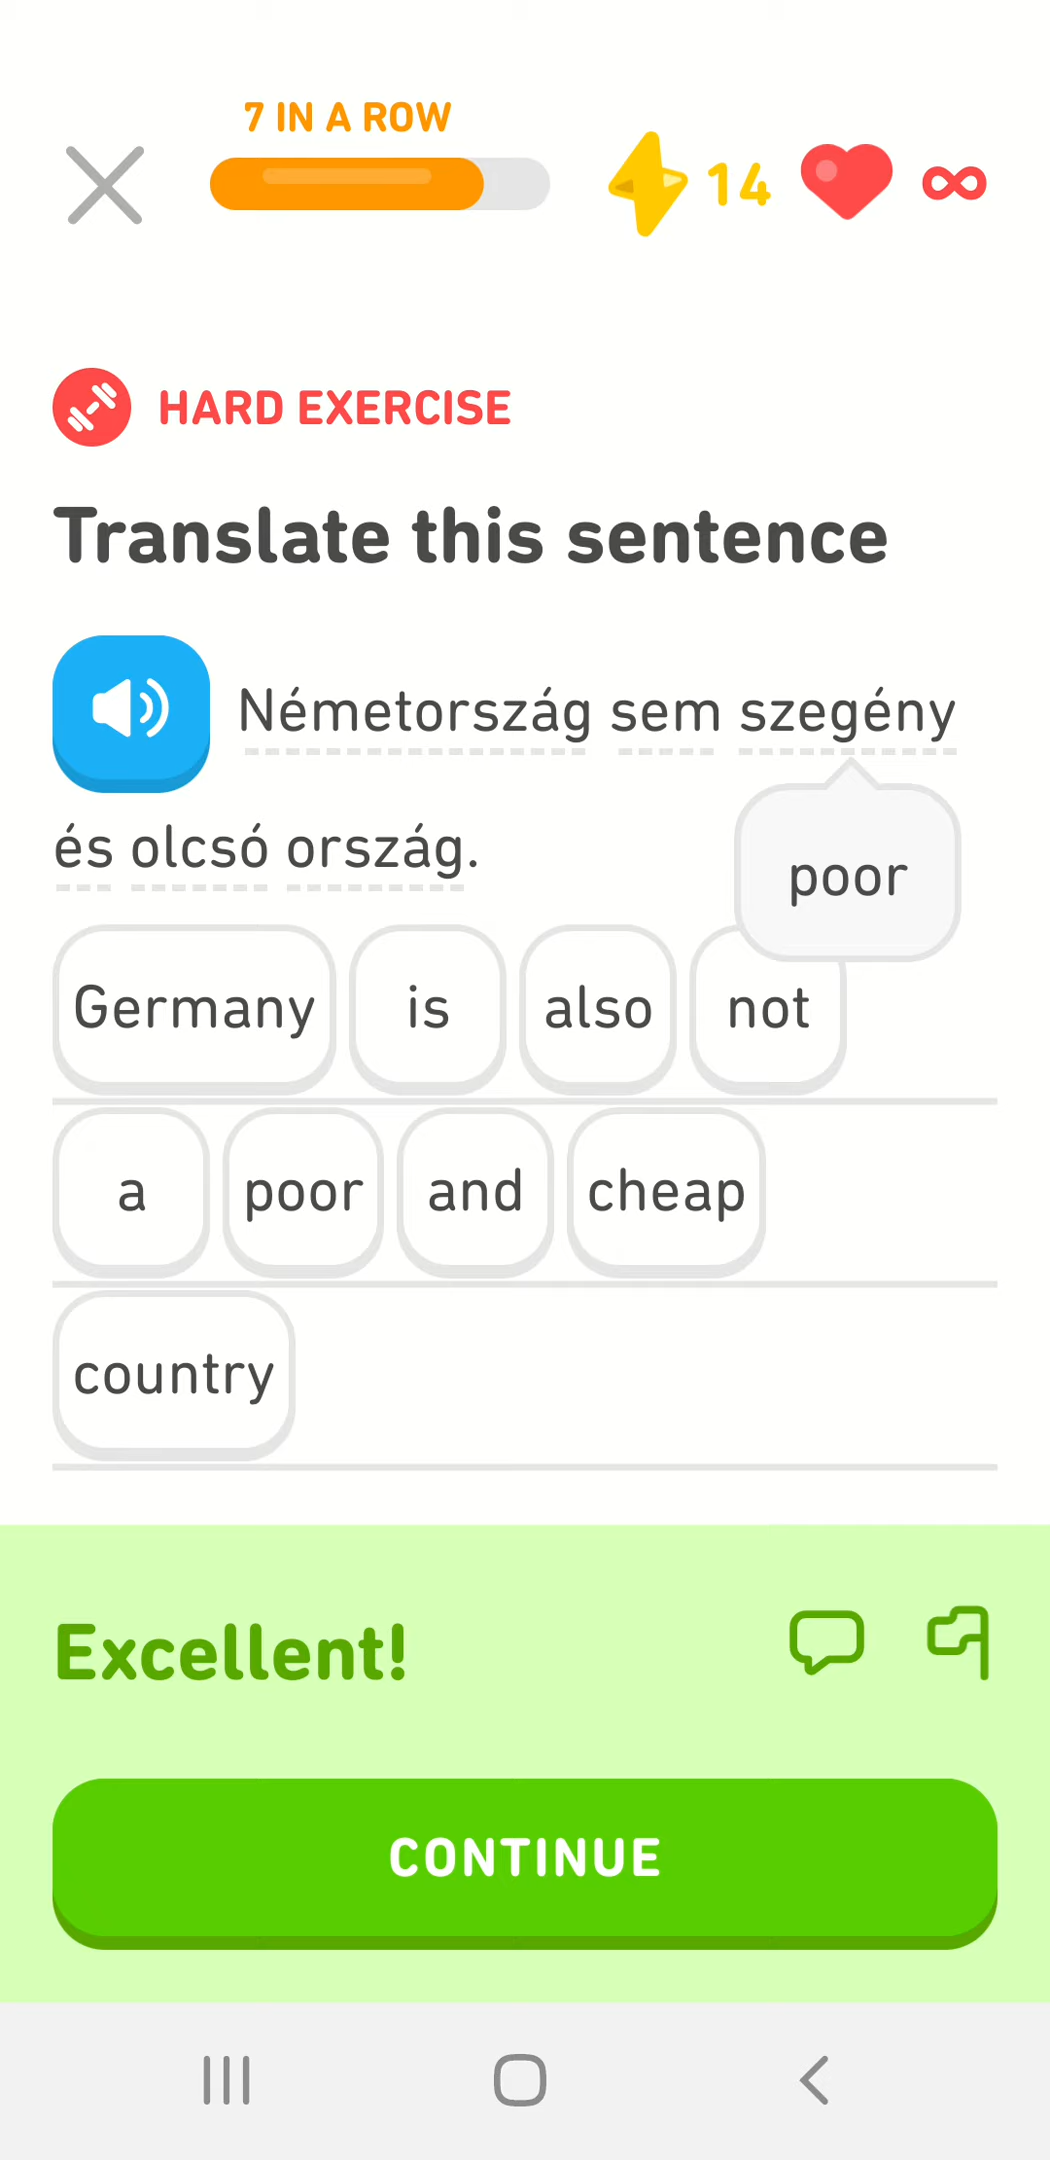 7 IN A ROW
14 ∞
HARD EXERCISE
Translate this sentence
Németország sem szegény
és olcsó ország.
poor
Germany is also not
a poor and cheap
country
Excellent!
CONTINUE